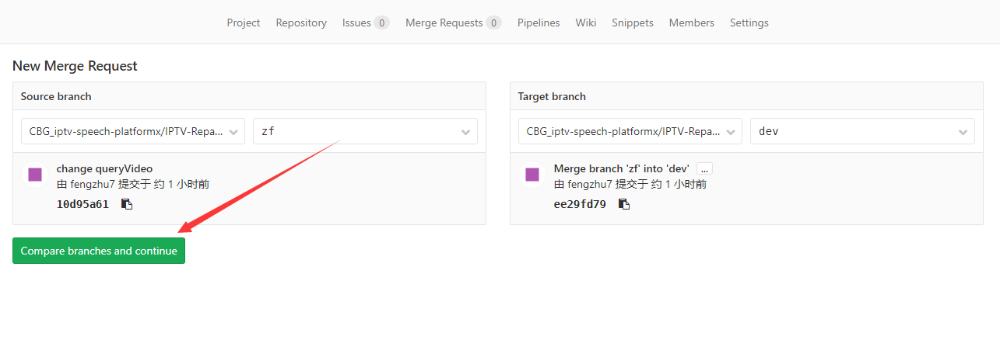 Project Repository Issues 0 Merge Requests 0 Pipelines Wiki Snippets Members Settings
New Merge Request
Source branch
CBG_iptv-speech-platformx/IPTV-Repa... zf
change queryVideo
由 fengzhu7 提交于 约 1 小时前
10d95a61
Target branch
CBG_iptv-speech-platformx/IPTV-Repa... dev
Merge branch 'zf' into 'dev' ...
由 fengzhu7 提交于 约 1 小时前
ee29fd79
Compare branches and continue